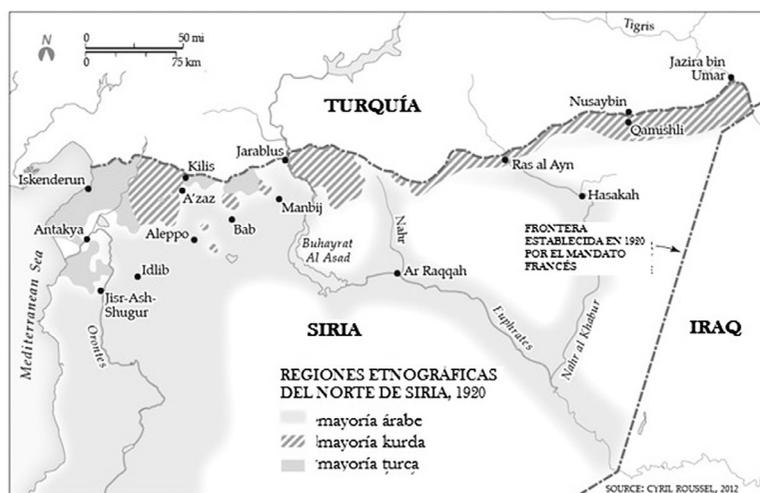 N
0 50 mi
0 75 km
Tigris
Jazira bin
Umar
TURQUÍA
Nusaybin
Qamishli
Jarablus
Kilis
Ras al Ayn
Iskenderun
A'zaz
Hasakah
Manbij
Antakya
Aleppo
Bab
Nahr
Buhayrat
Al Asad
FRONTERA
ESTABLECIDA EN 1920
POR EL MANDATO
FRANCÉS
Idlib
Ar Raqqah
Mediterranean Sea
Jisr-Ash-
Shugur
Orontes
SIRIA
Euphrates
Nahr al Khabur
IRAQ
REGIONES ETNOGRÁFICAS
DEL NORTE DE SIRIA, 1920
mayoría árabe
mayoría kurda
mayoría turca
SOURCE: CYRIL ROUSSEL, 2012